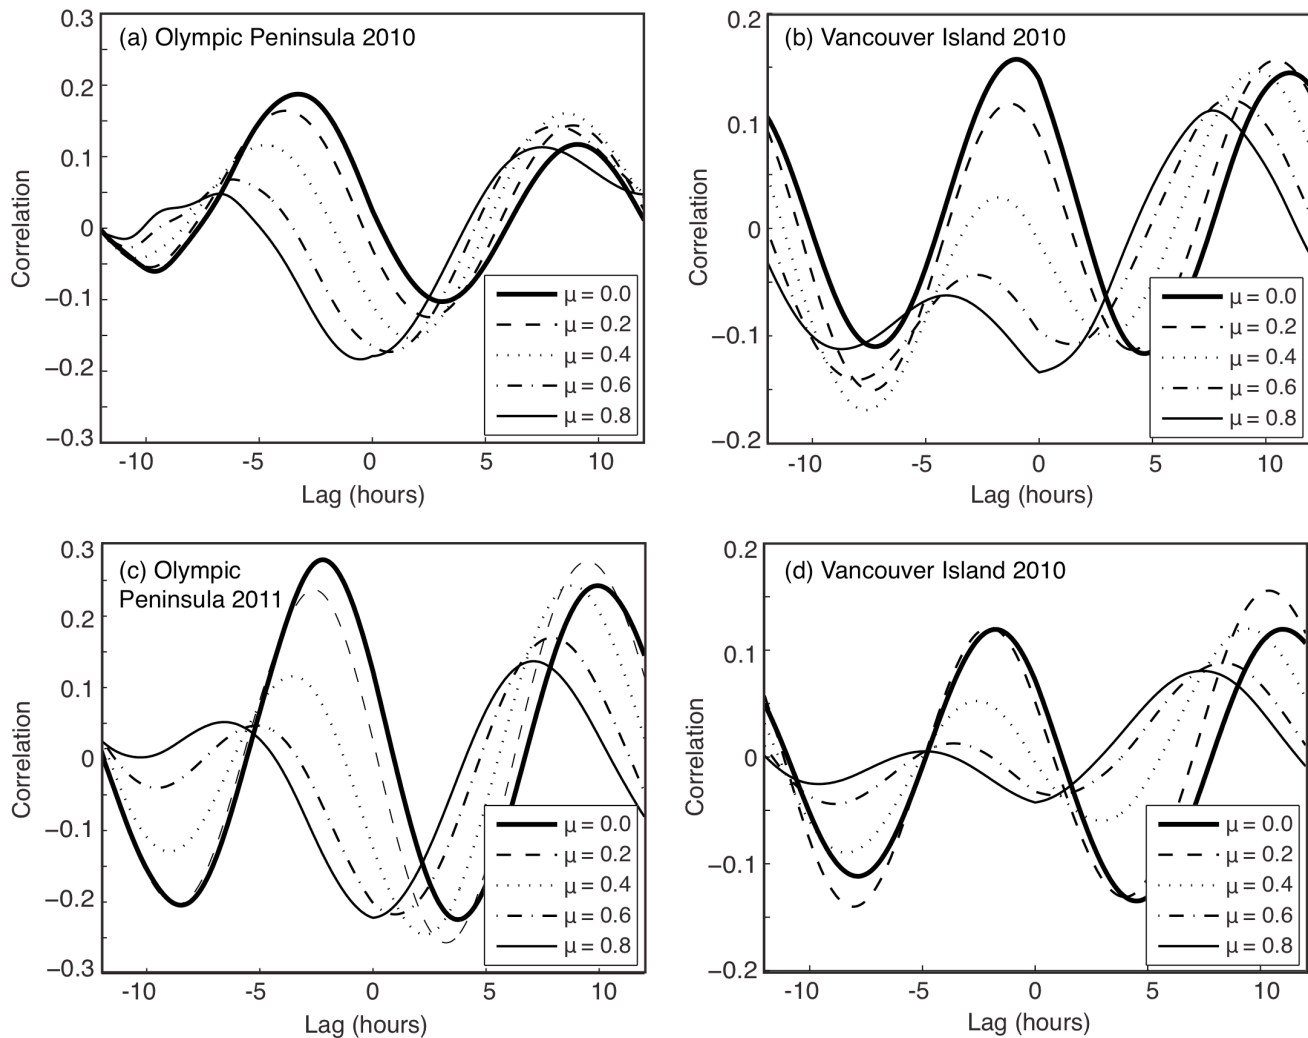 (a) Olympic Peninsula 2010
0.3
0.2
0.1
0
−0.1
−0.2
−0.3
Correlation
-10 -5 0 5 10
Lag (hours)
μ = 0.0
μ = 0.2
μ = 0.4
μ = 0.6
μ = 0.8
(b) Vancouver Island 2010
0.2
0.1
0
−0.1
−0.2
Correlation
-10 -5 0 5 10
Lag (hours)
μ = 0.0
μ = 0.2
μ = 0.4
μ = 0.6
μ = 0.8
(c) Olympic
Peninsula 2011
0.3
0.2
0.1
0
−0.1
−0.2
−0.3
Correlation
-10 -5 0 5 10
Lag (hours)
μ = 0.0
μ = 0.2
μ = 0.4
μ = 0.6
μ = 0.8
(d) Vancouver Island 2010
0.2
0.1
0
−0.1
−0.2
Correlation
-10 -5 0 5 10
Lag (hours)
μ = 0.0
μ = 0.2
μ = 0.4
μ = 0.6
μ = 0.8